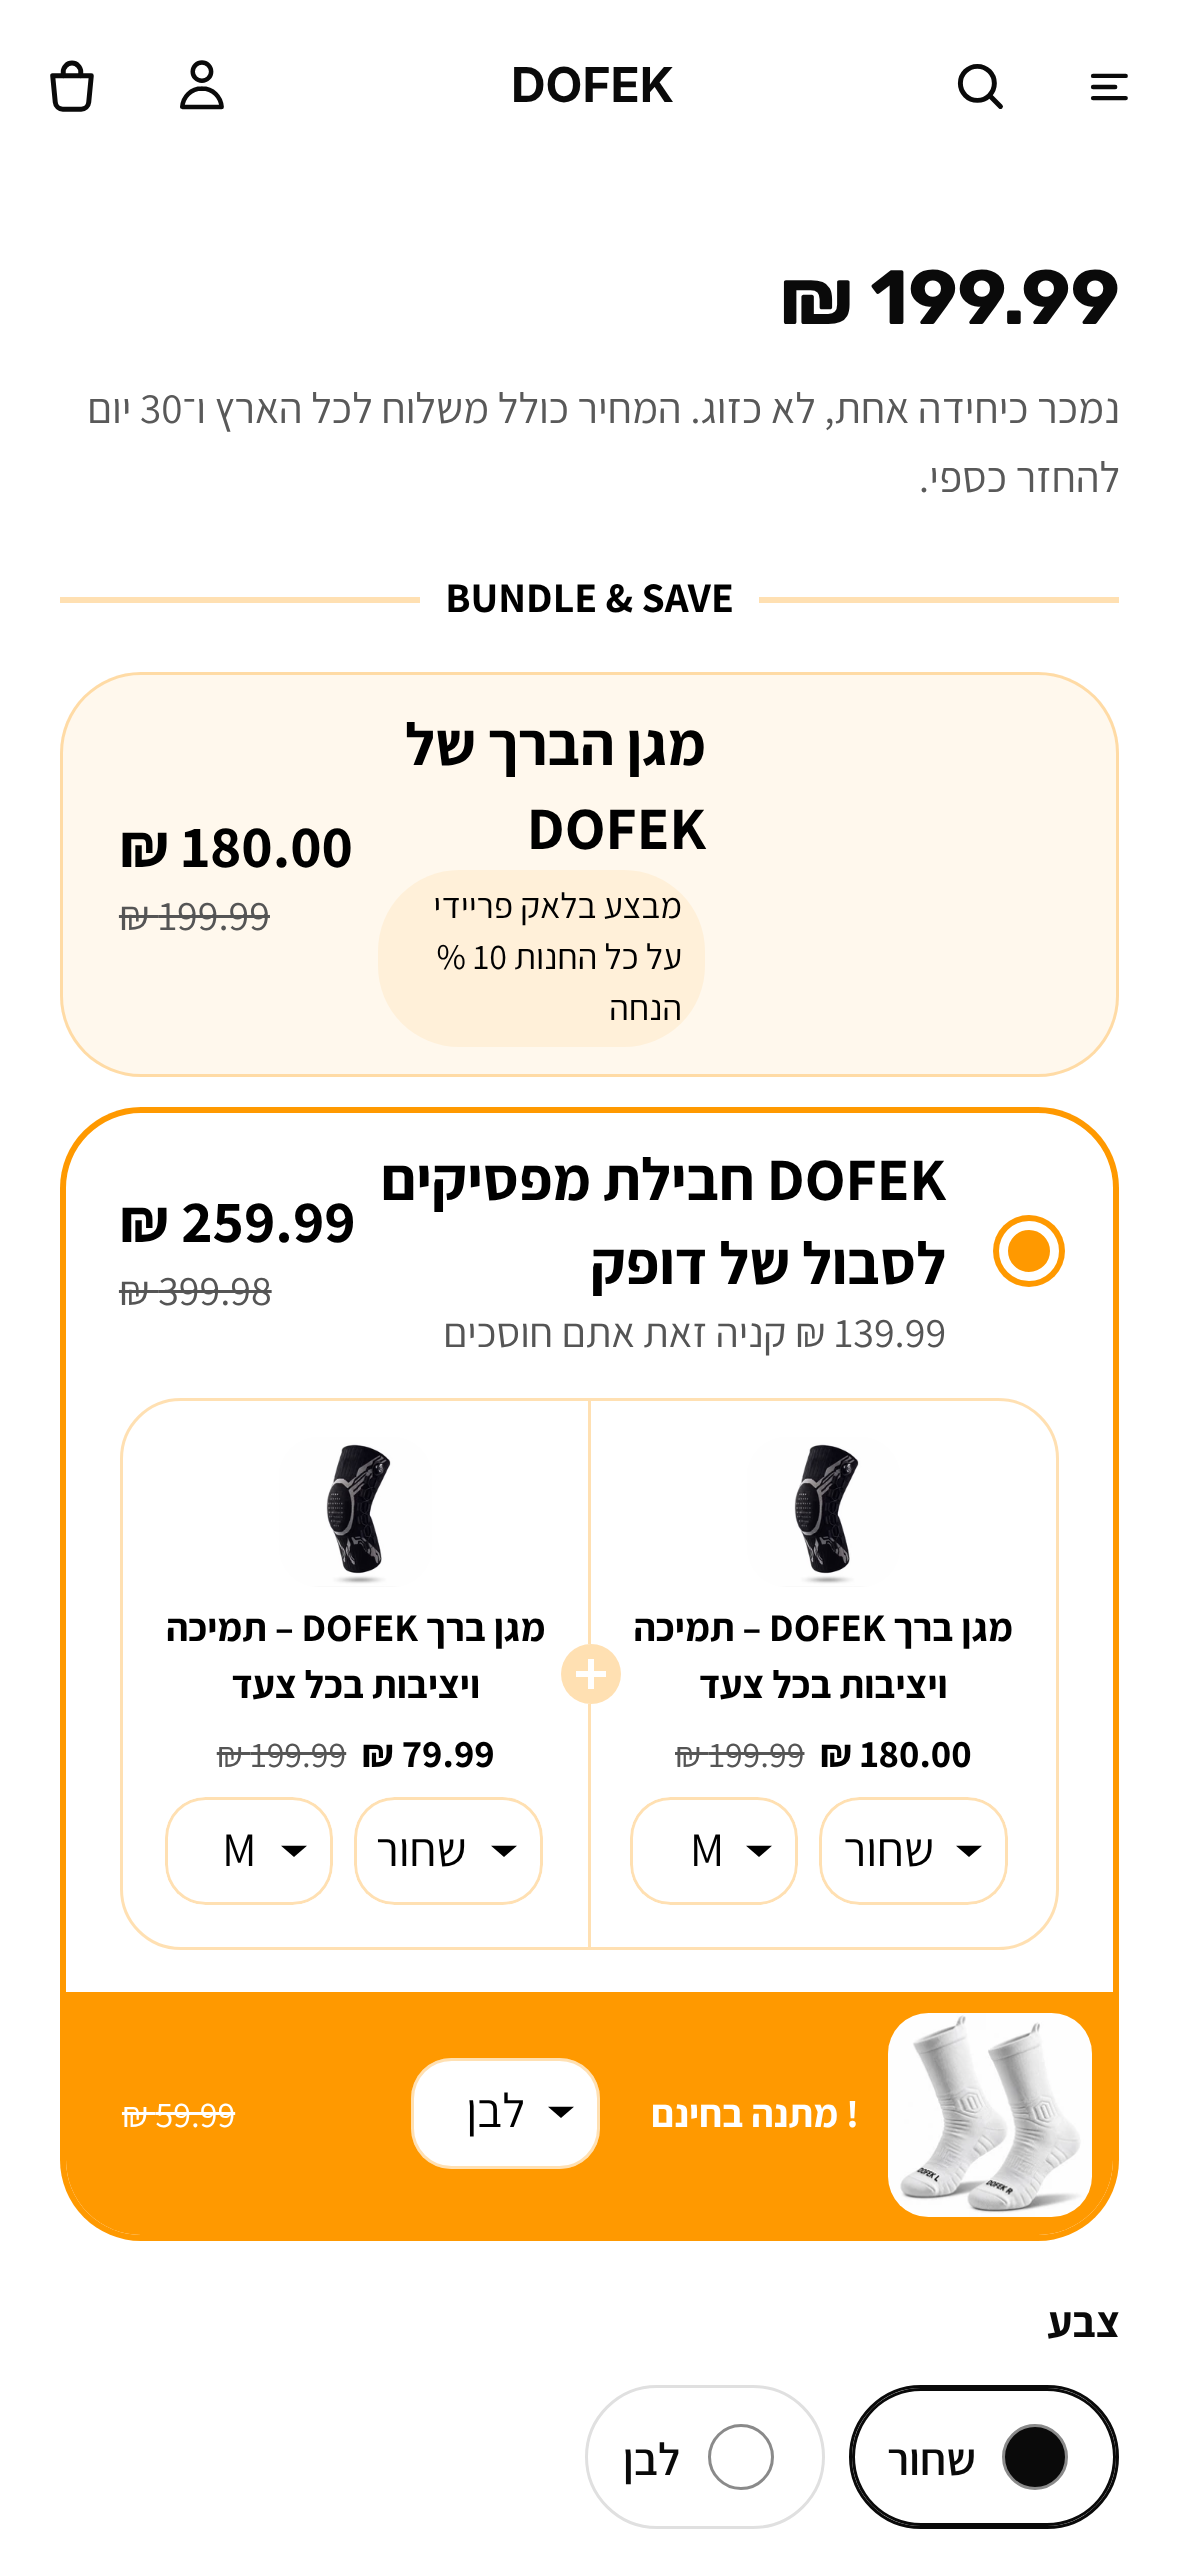 DOFEK
199.99 ₪
נמכר כיחידה אחת, לא כזוג. המחיר כולל משלוח לכל הארץ ו־30 יום
להחזר כספי.
BUNDLE & SAVE
מגן הברך של
DOFEK
מבצע בלאק פריידי
על כל החנות 10 %
הנחה
180.00 ₪
199.99 ₪
DOFEK חבילת מפסיקים
לסבול של דופק
139.99 ₪ קניה זאת אתם חוסכים
259.99 ₪
399.98 ₪
מגן ברך DOFEK – תמיכה
ויציבות בכל צעד
180.00 ₪ 199.99 ₪
שחור M
מגן ברך DOFEK – תמיכה
ויציבות בכל צעד
79.99 ₪ 199.99 ₪
שחור M
DOFEK L
DOFEK R
! מתנה בחינם
לבן
59.99 ₪
צבע
שחור
לבן